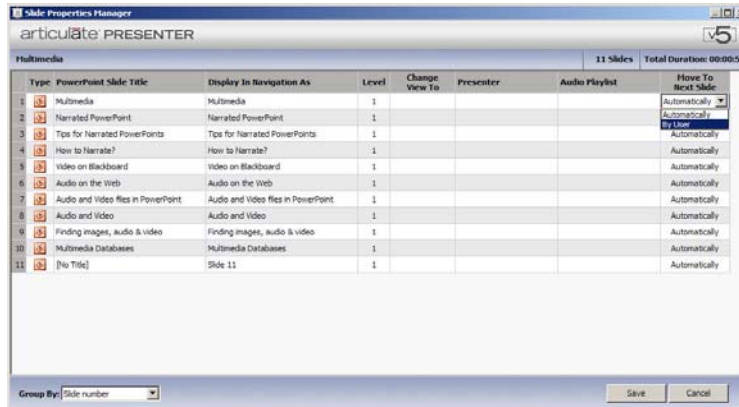 Slide Properties Manager
articulate PRESENTER v5
Multimedia 11 Slides Total Duration: 00:00:5
Type PowerPoint Slide Title Display In Navigation As Level Change View To Presenter Audio Playlist Move To Next Slide
1 Multimedia Multimedia 1 Automatically
Automatically
By User
2 Narrated PowerPoint Narrated PowerPoint 1
3 Tips for Narrated PowerPoints Tips for Narrated PowerPoints 1 Automatically
4 How to Narrate? How to Narrate? 1 Automatically
5 Video on Blackboard Video on Blackboard 1 Automatically
6 Audio on the Web Audio on the Web 1 Automatically
7 Audio and Video files in PowerPoint Audio and Video files in PowerPoint 1 Automatically
8 Audio and Video Audio and Video 1 Automatically
9 Finding images, audio & video Finding images, audio & video 1 Automatically
10 Multimedia Databases Multimedia Databases 1 Automatically
11 [No Title] Slide 11 1 Automatically
Group By: Slide number Save Cancel